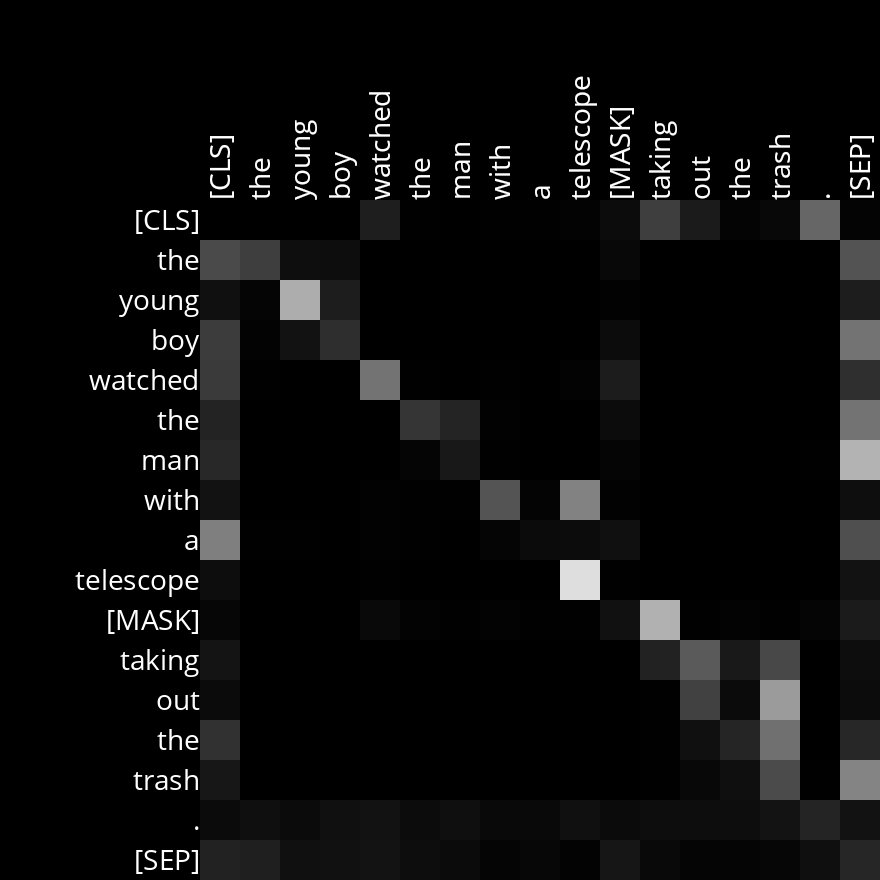 [CLS] the young boy watched the man with a telescope [MASK] taking out the trash . [SEP]
[CLS]
the
young
boy
watched
the
man
with
a
telescope
[MASK]
taking
out
the
trash
.
[SEP]